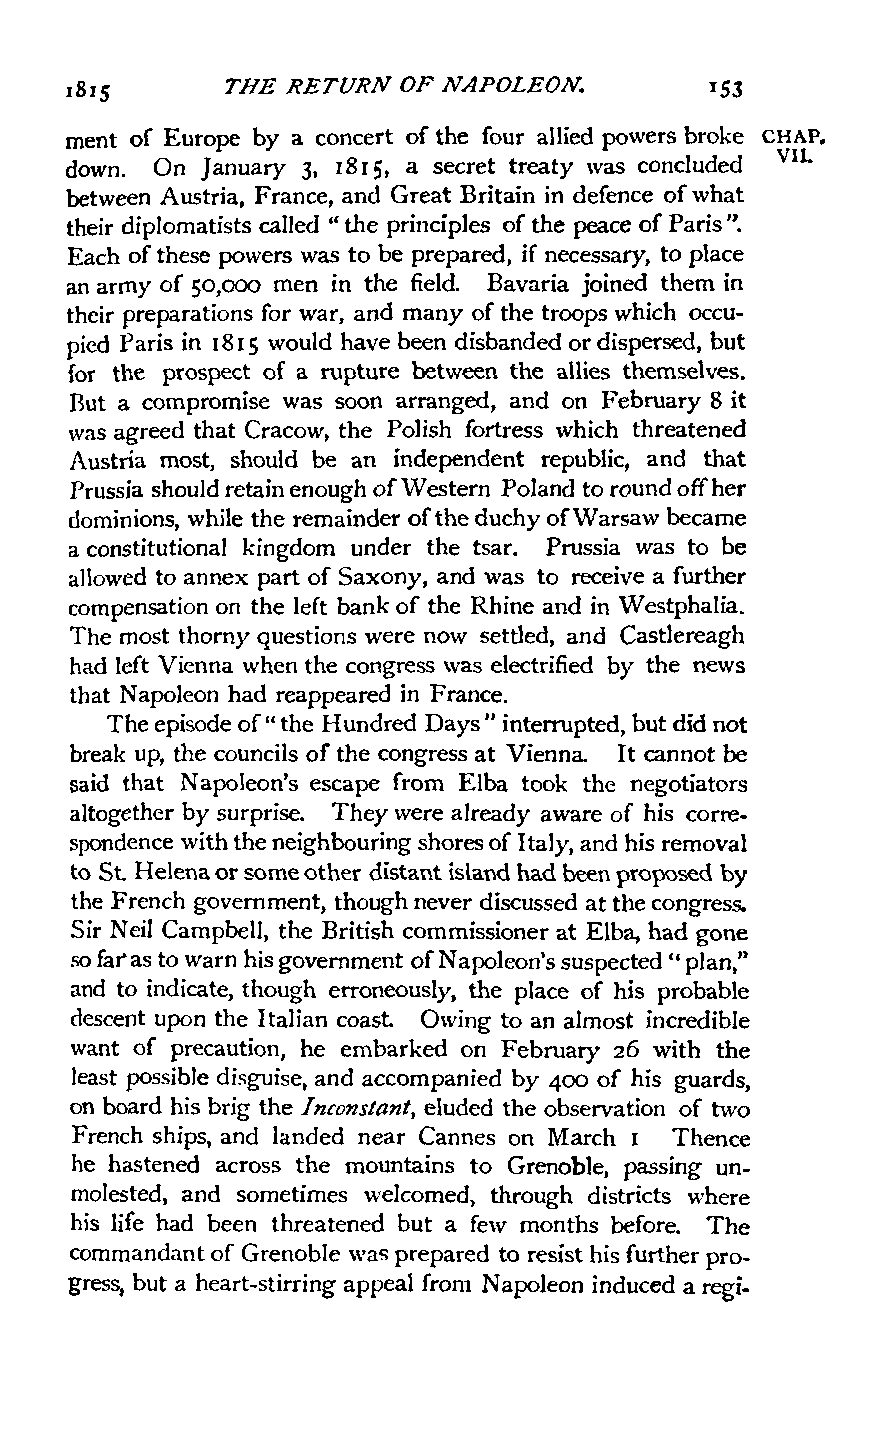 1815 THE RETURN OF NAPOLEON. 153
ment of Europe by a concert of the four allied powers broke CHAP.
down. On January 3, 1815, a secret treaty was concluded VII.
between Austria, France, and Great Britain in defence of what
their diplomatists called "the principles of the peace of Paris".
Each of these powers was to be prepared, if necessary, to place
an army of 50,000 men in the field. Bavaria joined them in
their preparations for war, and many of the troops which occu-
pied Paris in 1815 would have been disbanded or dispersed, but
for the prospect of a rupture between the allies themselves.
But a compromise was soon arranged, and on February 8 it
was agreed that Cracow, the Polish fortress which threatened
Austria most, should be an independent republic, and that
Prussia should retain enough of Western Poland to round off her
dominions, while the remainder of the duchy of Warsaw became
a constitutional kingdom under the tsar. Prussia was to be
allowed to annex part of Saxony, and was to receive a further
compensation on the left bank of the Rhine and in Westphalia.
The most thorny questions were now settled, and Castlereagh
had left Vienna when the congress was electrified by the news
that Napoleon had reappeared in France.
The episode of "the Hundred Days" interrupted, but did not
break up, the councils of the congress at Vienna. It cannot be
said that Napoleon's escape from Elba took the negotiators
altogether by surprise. They were already aware of his corre-
spondence with the neighbouring shores of Italy, and his removal
to St. Helena or some other distant island had been proposed by
the French government, though never discussed at the congress.
Sir Neil Campbell, the British commissioner at Elba, had gone
so far as to warn his government of Napoleon's suspected "plan,"
and to indicate, though erroneously, the place of his probable
descent upon the Italian coast. Owing to an almost incredible
want of precaution, he embarked on February 26 with the
least possible disguise, and accompanied by 400 of his guards,
on board his brig the Inconstant, eluded the observation of two
French ships, and landed near Cannes on March 1 Thence
he hastened across the mountains to Grenoble, passing un-
molested, and sometimes welcomed, through districts where
his life had been threatened but a few months before. The
commandant of Grenoble was prepared to resist his further pro-
gress, but a heart-stirring appeal from Napoleon induced a regi-